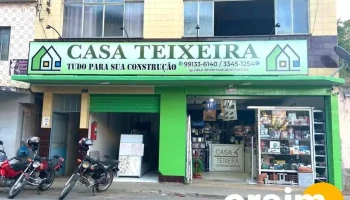 CASA TEIXEIRA
TUDO PARA SUA CONSTRUÇÃO 99133-6140 / 3345-1254
CASA
TEIXEIRA